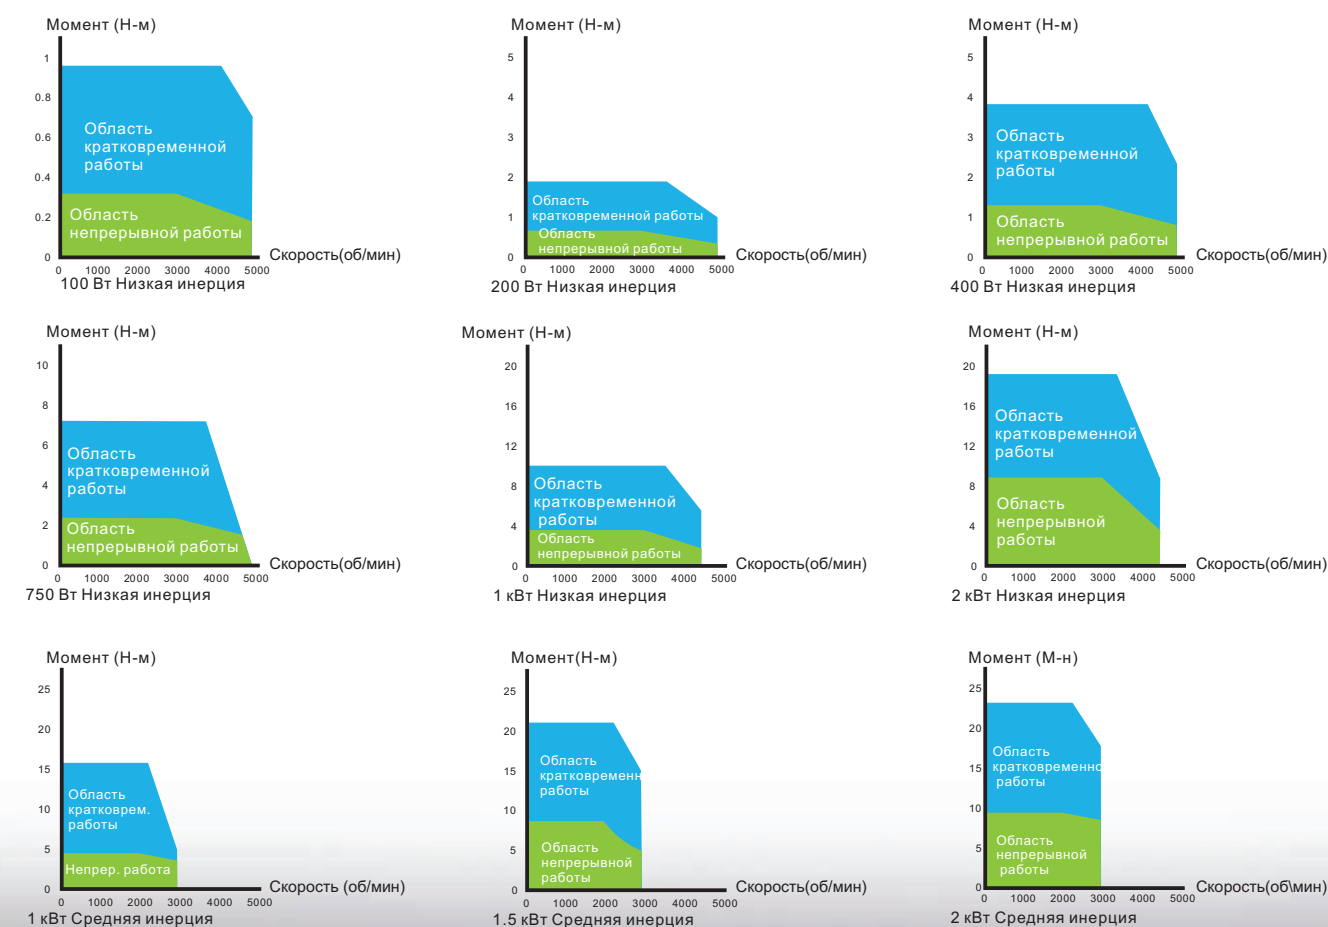 Момент (Н-м)
1
0.8
0.6
0.4
0.2
0
Область
кратковременной
работы
Область
непрерывной работы
Скорость(об/мин)
0 1000 2000 3000 4000 5000
100 Вт Низкая инерция
Момент (Н-м)
5
4
3
2
1
0
Область
кратковременной работы
Область
непрерывной работы
Скорость(об/мин)
0 1000 2000 3000 4000 5000
200 Вт Низкая инерция
Момент (Н-м)
5
4
3
2
1
0
Область
кратковременной
работы
Область
непрерывной работы
Скорость(об/мин)
0 1000 2000 3000 4000 5000
400 Вт Низкая инерция
Момент (Н-м)
10
8
6
4
2
0
Область
кратковременной
работы
Область
непрерывной работы
Скорость(об/мин)
0 1000 2000 3000 4000 5000
750 Вт Низкая инерция
Момент (Н-м)
20
16
12
8
4
0
Область
кратковременной
работы
Область
непрерывной работы
Скорость(об/мин)
0 1000 2000 3000 4000 5000
1 кВт Низкая инерция
Момент (Н-м)
20
16
12
8
4
0
Область
кратковременной
работы
Область
непрерывной
работы
Скорость(об/мин)
0 1000 2000 3000 4000 5000
2 кВт Низкая инерция
Момент (Н-м)
25
20
15
10
5
0
Область
кратковрем.
работы
Непрер. работа
Скорость (об/мин)
0 1000 2000 3000 4000 5000
1 кВт Средняя инерция
Момент(Н-м)
25
20
15
10
5
0
Область
кратковременн
работы
Область
непрерывной
работы
Скорость(об/мин)
0 1000 2000 3000 4000 5000
1.5 кВт Средняя инерция
Момент (М-н)
25
20
15
10
5
0
Область
кратковременно
работы
Область
непрерывной
работы
Скорость(об\мин)
0 1000 2000 3000 4000 5000
2 кВт Средняя инерция